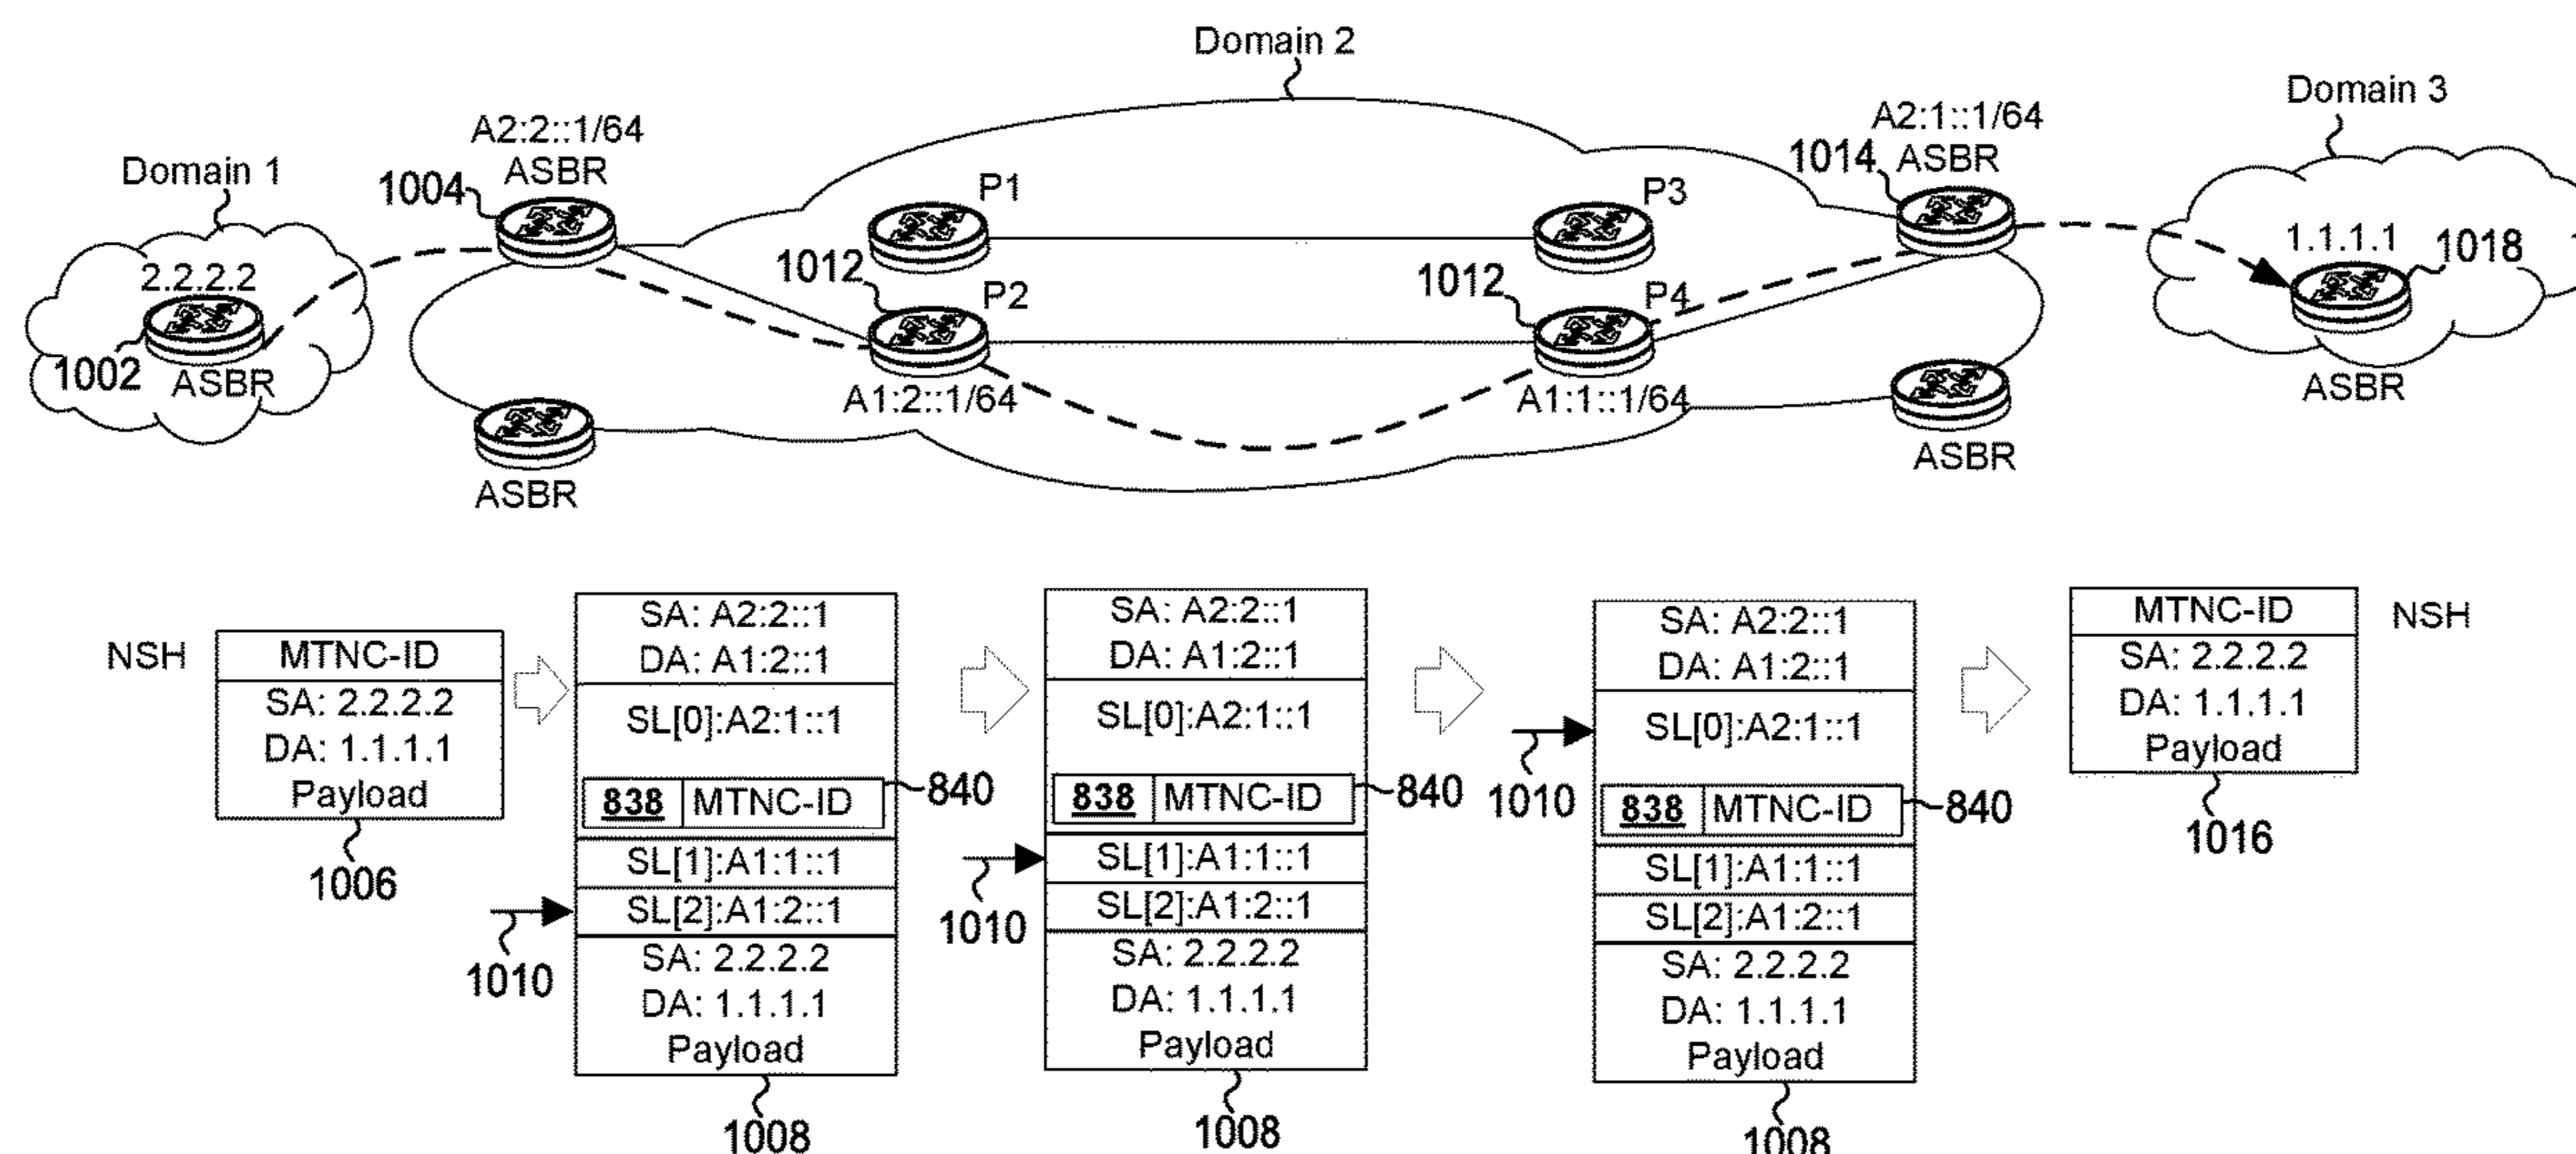 Domain 2
Domain 3
A2:2::1/64
A2:1::1/64
Domain 1
1004
ASBR
1014
ASBR
P1
P3
2.2.2.2
1012
P2
1012
P4
1.1.1.1
1018
1002
ASBR
A1:2::1/64
A1:1::1/64
ASBR
ASBR
ASBR
NSH
MTNC-ID
SA: 2.2.2.2
DA: 1.1.1.1
Payload
1006
SA: A2:2::1
DA: A1:2::1
SL[0]:A2:1::1
838 MTNC-ID
840
SL[1]:A1:1::1
SL[2]:A1:2::1
1010
SA: 2.2.2.2
DA: 1.1.1.1
Payload
1008
SA: A2:2::1
DA: A1:2::1
SL[0]:A2:1::1
838 MTNC-ID
840
SL[1]:A1:1::1
1010
SL[2]:A1:2::1
SA: 2.2.2.2
DA: 1.1.1.1
Payload
1008
SA: A2:2::1
DA: A1:2::1
SL[0]:A2:1::1
1010
838 MTNC-ID
840
SL[1]:A1:1::1
SL[2]:A1:2::1
SA: 2.2.2.2
DA: 1.1.1.1
Payload
1008
MTNC-ID
NSH
SA: 2.2.2.2
DA: 1.1.1.1
Payload
1016